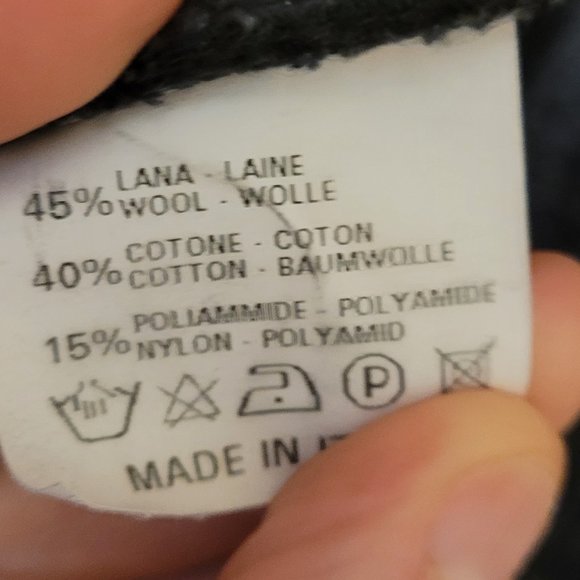 45% LANA - LAINE
WOOL - WOLLE
40% COTONE - COTON
COTTON - BAUMWOLLE
15% POLIAMMIDE - POLYAMIDE
NYLON - POLYAMID
P
MADE IN